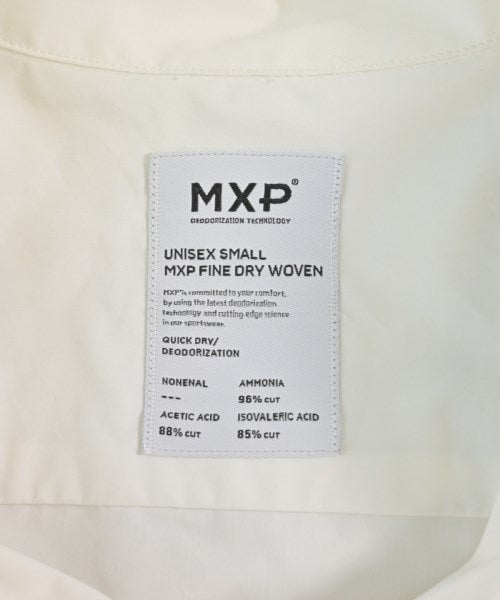 MXP®
DEODORIZATION TECHNOLOGY
UNISEX SMALL
MXP FINE DRY WOVEN
MXP® is committed to your comfort,
by using the latest deodorization
technology and cutting-edge science
in our sportswear.
QUICK DRY/
DEODORIZATION
NONENAL AMMONIA
--- 96% CUT
ACETIC ACID ISOVALERIC ACID
88% CUT 85% CUT